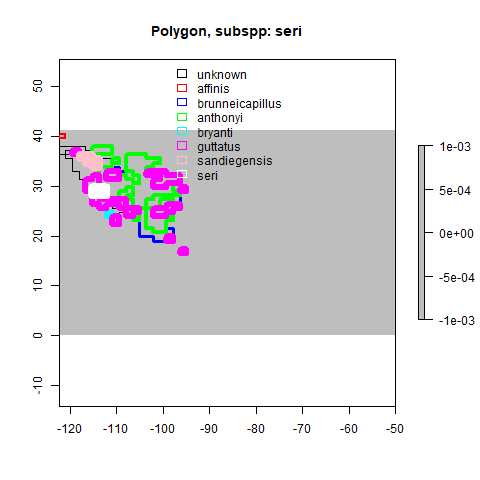 Polygon, subspp: seri
unknown
affinis
brunneicapillus
anthonyi
bryanti
guttatus
sandiegensis
seri
50
40
30
20
10
0
-10
-120
-110
-100
-90
-80
-70
-60
-50
1e-03
5e-04
0e+00
-5e-04
-1e-03